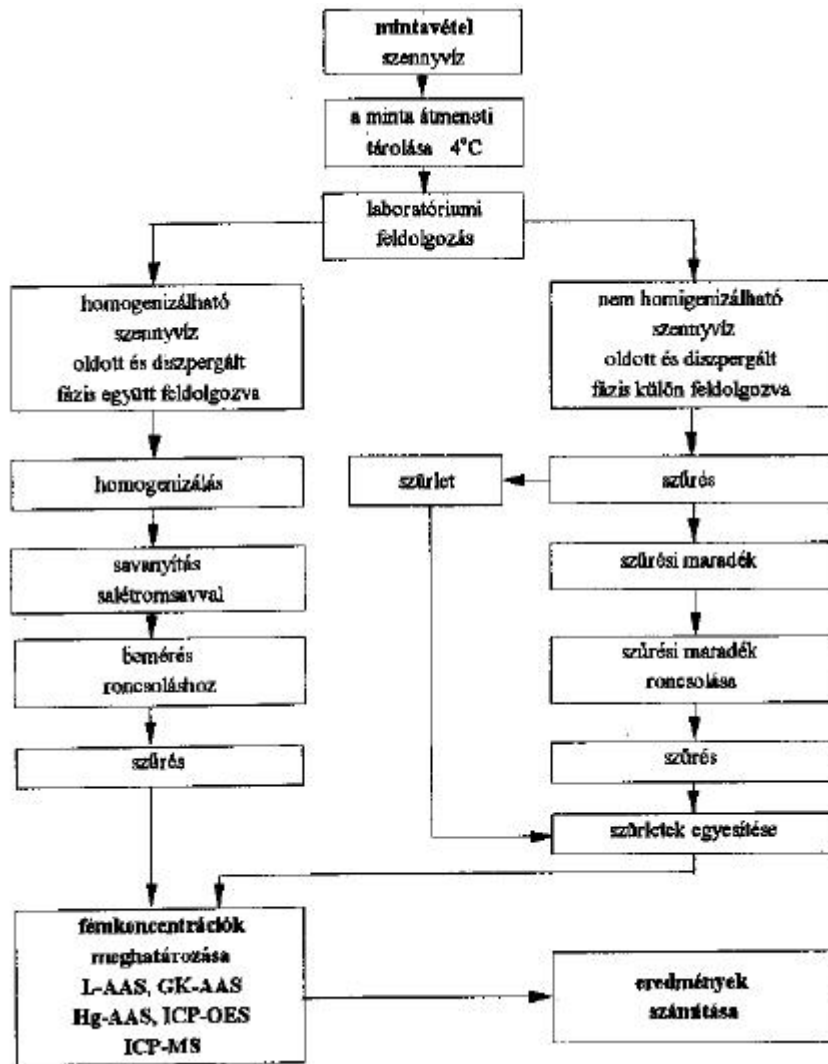 mintavétel
szennyvíz
a minta átmeneti
tárolása 4°C
laboratóriumi
feldolgozás
homogenizálható
szennyvíz
oldott és diszpergált
fázis együtt feldolgozva
nem homigenizálható
szennyvíz
oldott és diszpergált
fázis külön feldolgozva
homogenizálás
szűrlet
szűrés
savanyítás
salétromsavval
szűrési maradék
bemérés
roncsoláshoz
szűrési maradék
roncsolása
szűrés
szűrés
szűrletek egyesítése
fémkoncentrációk
meghatározása
L-AAS, GK-AAS
Hg-AAS, ICP-OES
ICP-MS
eredmények
számítása